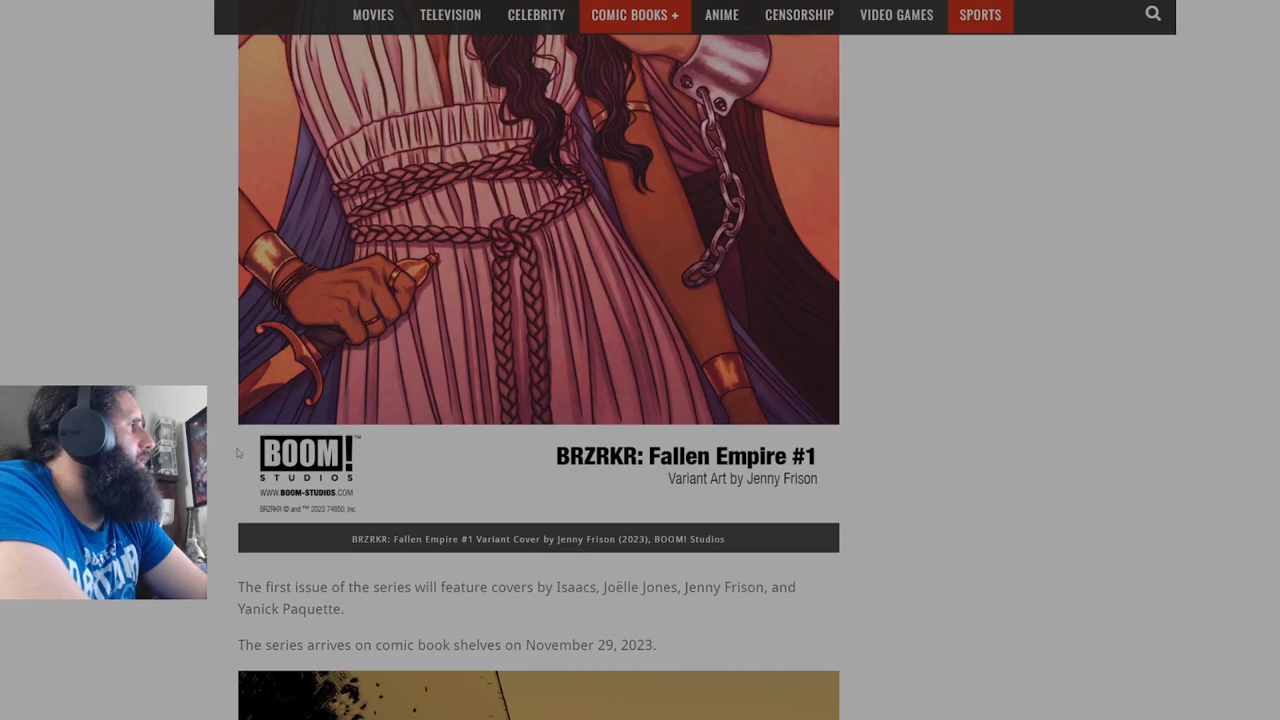 MOVIES TELEVISION CELEBRITY COMIC BOOKS + ANIME CENSORSHIP VIDEO GAMES SPORTS
BOOM!™
STUDIOS
WWW.BOOM-STUDIOS.COM
BRZRKR © and ™ 2023 74850, Inc
BRZRKR: Fallen Empire #1
Variant Art by Jenny Frison
BRZRKR: Fallen Empire #1 Variant Cover by Jenny Frison (2023), BOOM! Studios
The first issue of the series will feature covers by Isaacs, Joëlle Jones, Jenny Frison, and
Yanick Paquette.
The series arrives on comic book shelves on November 29, 2023.